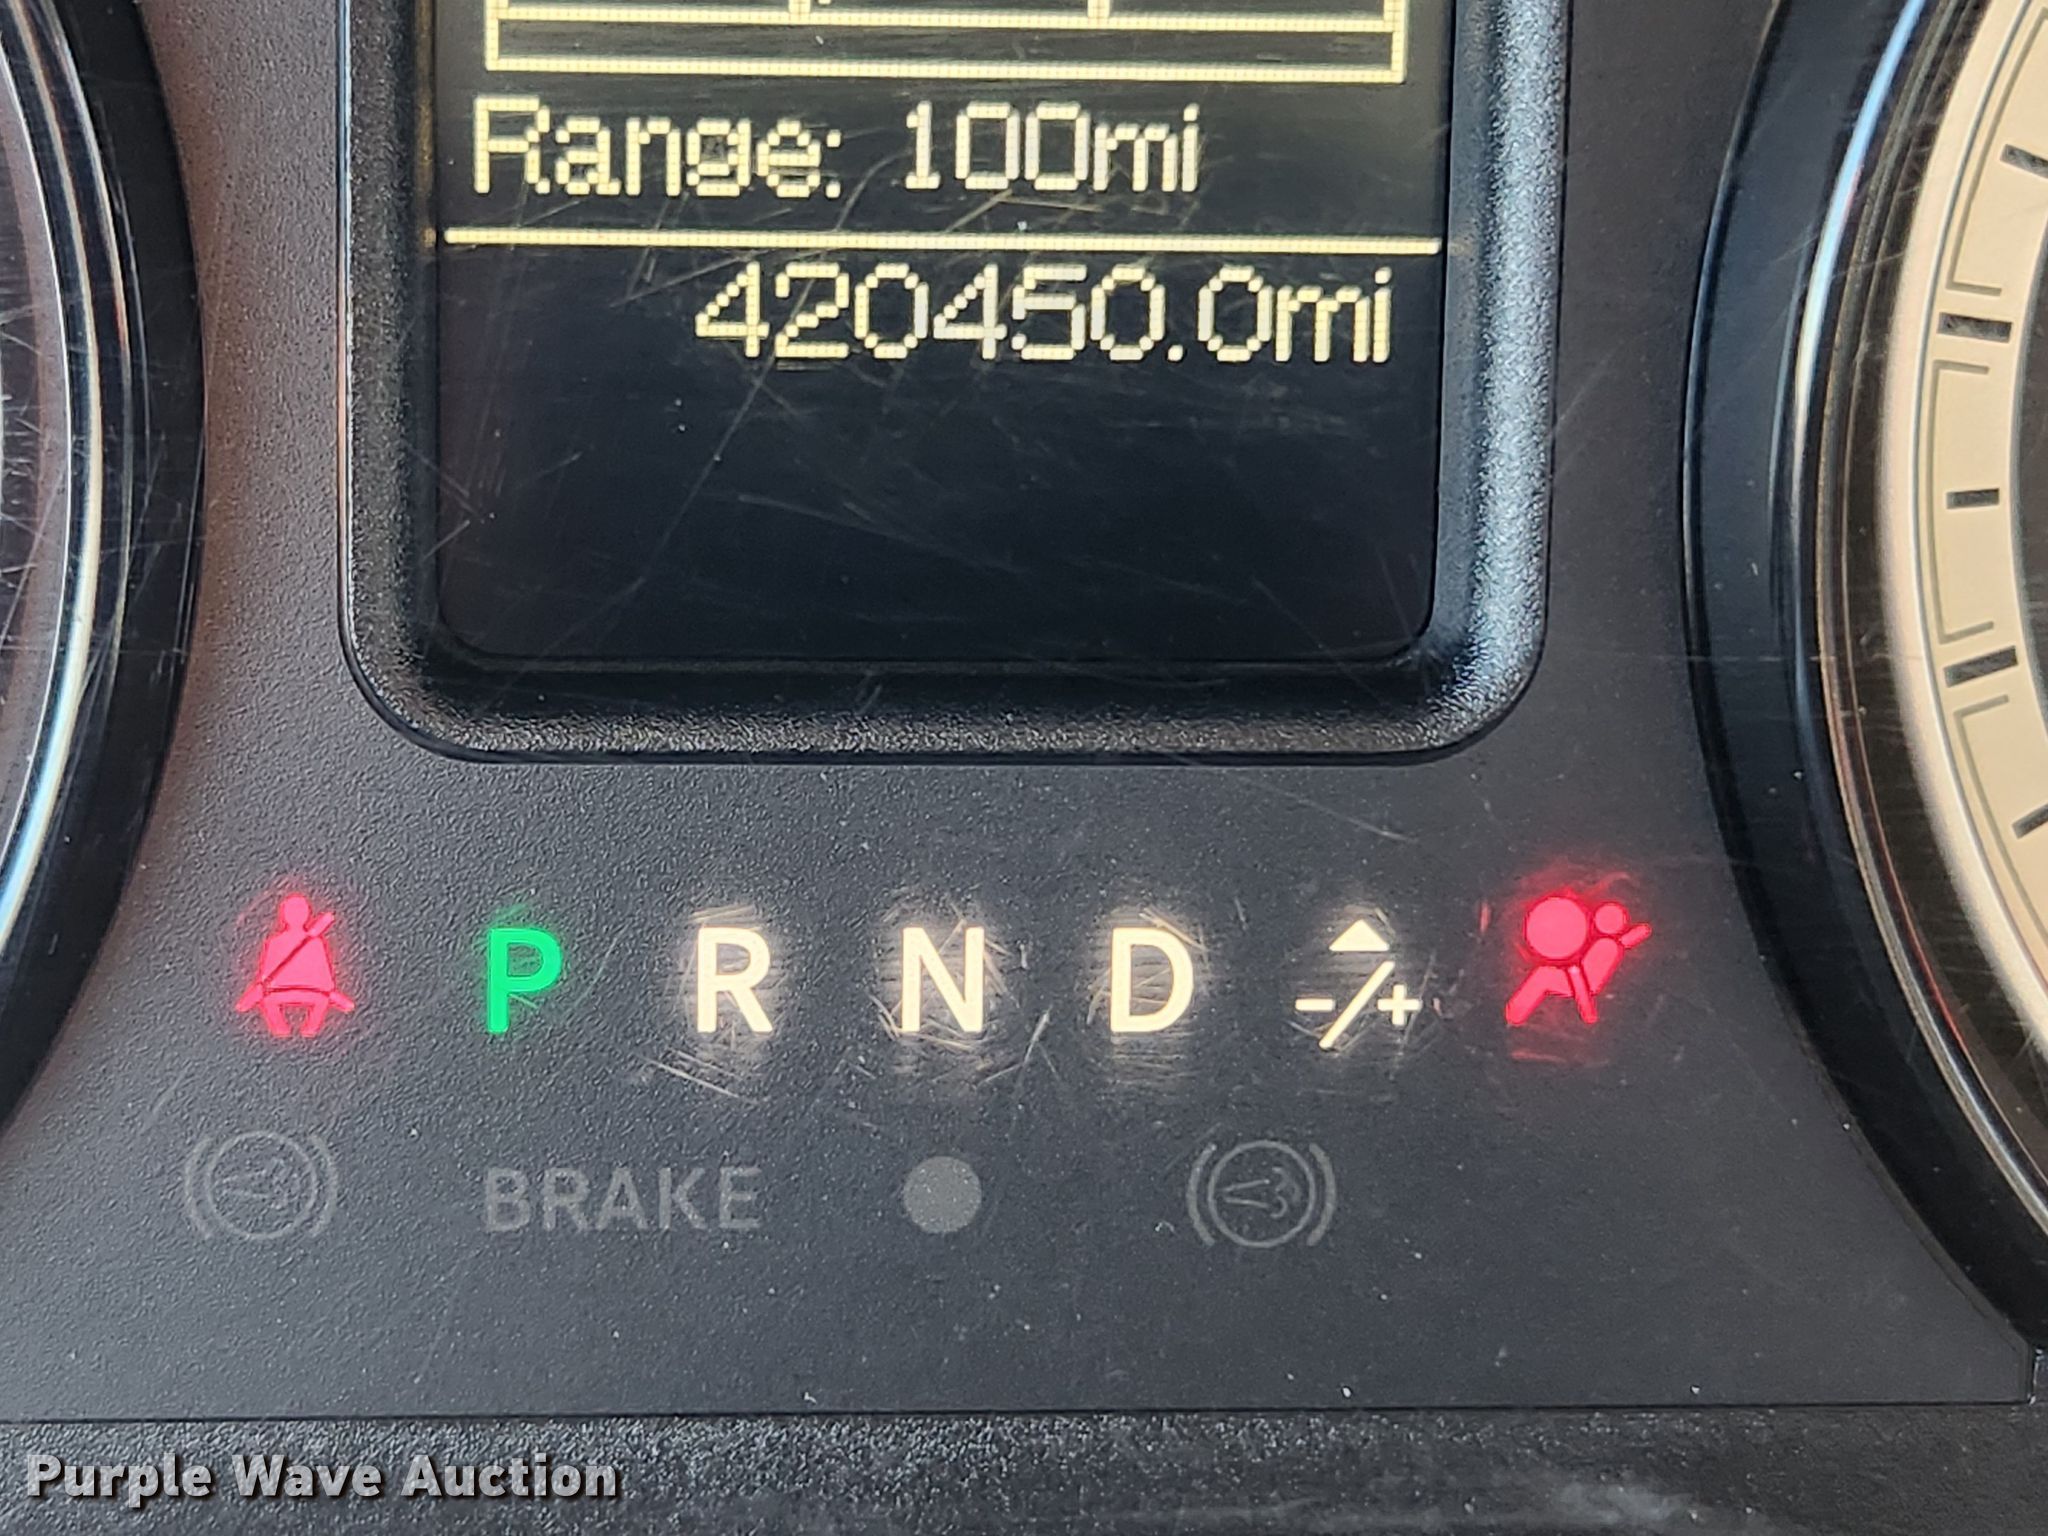 Range: 100mi
420450.0mi
P R N D -/+
BRAKE
Purple Wave Auction